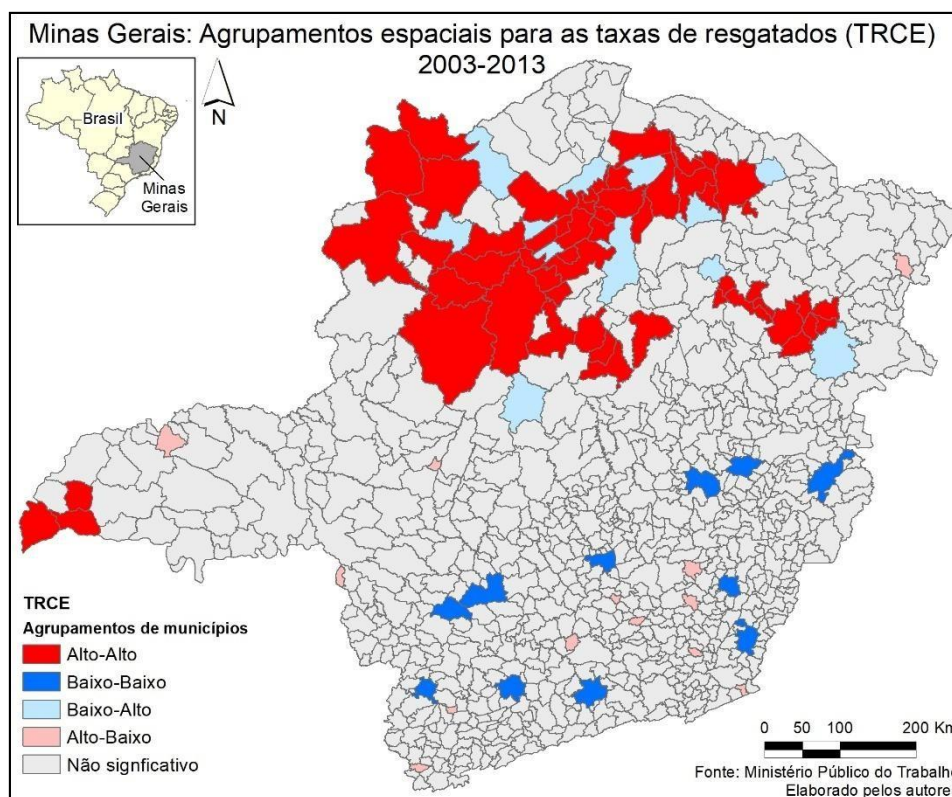 Minas Gerais: Agrupamentos espaciais para as taxas de resgatados (TRCE)
2003-2013
Brasil
N
Minas
Gerais
TRCE
Agrupamentos de municípios
Alto-Alto
Baixo-Baixo
Baixo-Alto
Alto-Baixo
Não signficativo
0 50 100 200 Km
Fonte: Ministério Público do Trabalho
Elaborado pelos autore